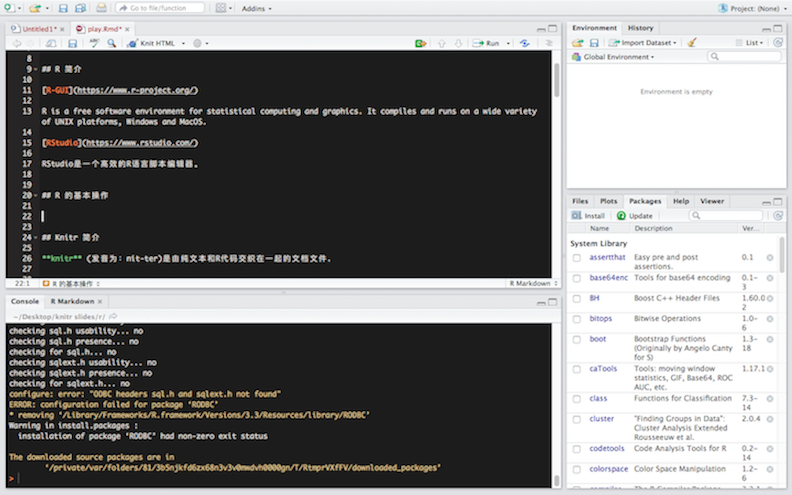 Go to file/function
Addins
Project: (None)
Untitled1*
play.Rmd*
Knit HTML
Run
8
9 ## R 简介
10
11 [R-GUI](https://www.r-project.org/)
12
13 R is a free software environment for statistical computing and graphics. It compiles and runs on a wide variety
of UNIX platforms, Windows and MacOS.
14
15 [RStudio](https://www.rstudio.com/)
16
17 RStudio是一个高效的R语言脚本编辑器。
18
19
20 ## R 的基本操作
21
22
23
24 ## Knitr 简介
25
26 **knitr** (发音为：nit-ter)是由纯文本和R代码交织在一起的文档文件.
27
22:1 R 的基本操作 R Markdown
Console R Markdown
~/Desktop/knitr slides/r/
checking sql.h usability... no
checking sql.h presence... no
checking for sql.h... no
checking sqlext.h usability... no
checking sqlext.h presence... no
checking for sqlext.h... no
configure: error: "ODBC headers sql.h and sqlext.h not found"
ERROR: configuration failed for package 'RODBC'
* removing '/Library/Frameworks/R.framework/Versions/3.3/Resources/library/RODBC'
Warning in install.packages :
installation of package 'RODBC' had non-zero exit status
The downloaded source packages are in
'/private/var/folders/81/3b5njkfd6zx68n3v3v0mwdvh0000gn/T/RtmprVXfFV/downloaded_packages'
>
Environment History
Import Dataset List
Global Environment
Environment is empty
Files Plots Packages Help Viewer
Install Update
Name Description Ver...
System Library
assertthat Easy pre and post assertions. 0.1
base64enc Tools for base64 encoding 0.1-3
BH Boost C++ Header Files 1.60.0-2
bitops Bitwise Operations 1.0-6
boot Bootstrap Functions (Originally by Angelo Canty for S) 1.3-18
caTools Tools: moving window statistics, GIF, Base64, ROC AUC, etc. 1.17.1
class Functions for Classification 7.3-14
cluster "Finding Groups in Data": Cluster Analysis Extended Rousseeuw et al. 2.0.4
codetools Code Analysis Tools for R 0.2-14
colorspace Color Space Manipulation 1.2-6